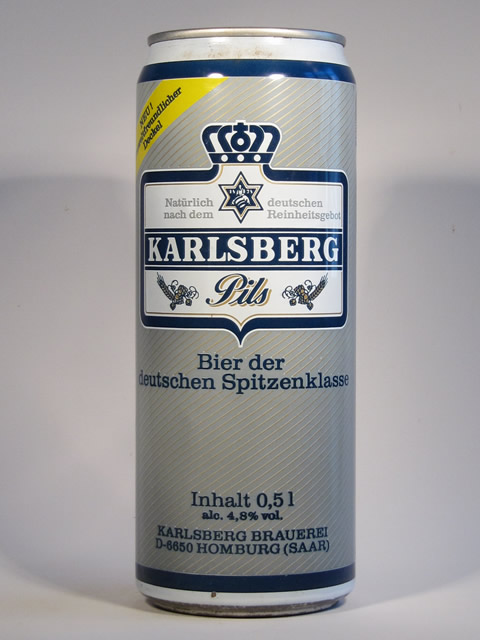 NEU!
Deckel
Natürlich deutschen
nach dem Reinheitsgebot
KARLSBERG
Pils
Bier der
deutschen Spitzenklasse
Inhalt 0,5 l
alc. 4,8% vol.
KARLSBERG BRAUEREI
D-6650 HOMBURG (SAAR)